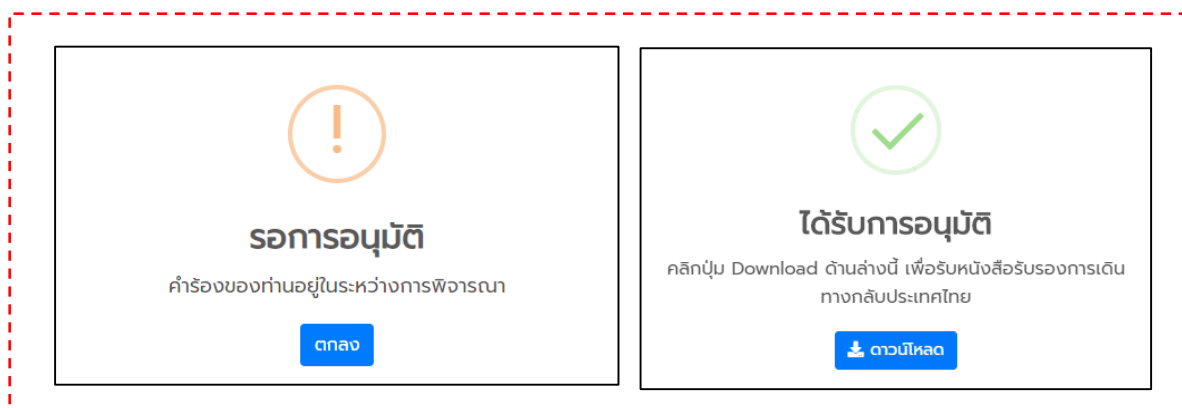 รอการอนุมัติ
คำร้องของท่านอยู่ในระหว่างการพิจารณา
ตกลง
ได้รับการอนุมัติ
คลิกปุ่ม Download ด้านล่างนี้ เพื่อรับหนังสือรับรองการเดิน
ทางกลับประเทศไทย
ดาวน์โหลด